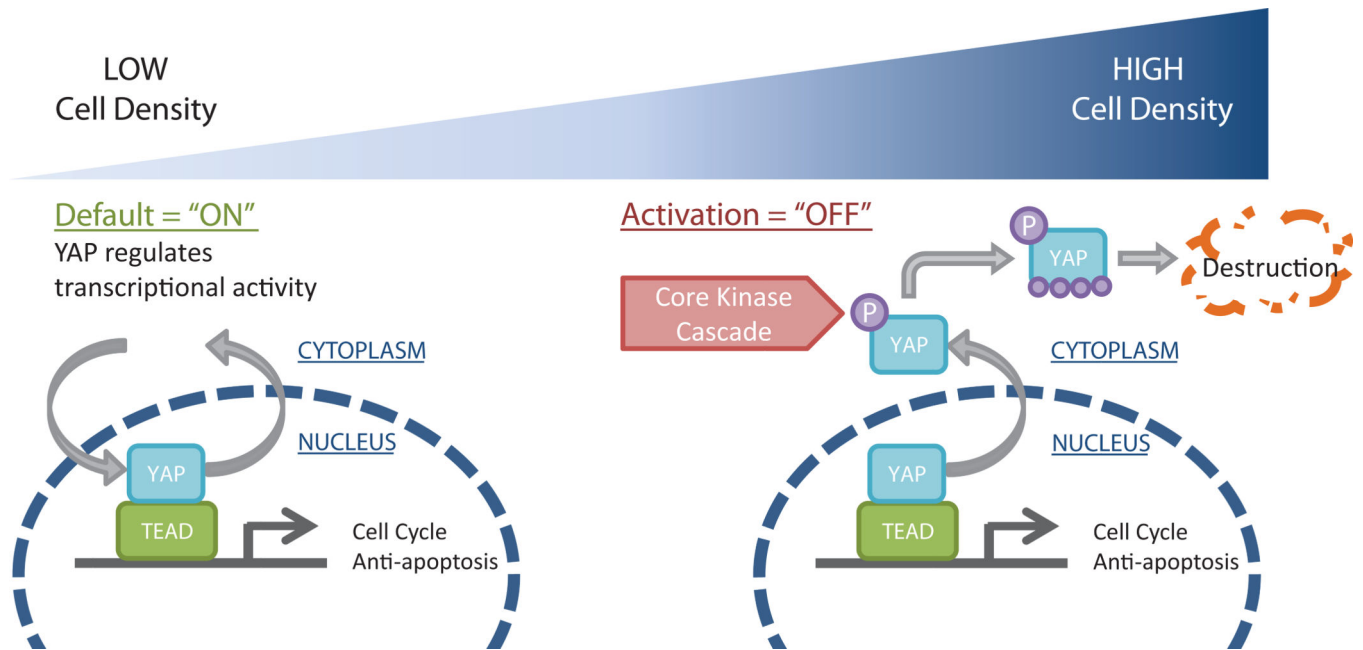 LOW
Cell Density
HIGH
Cell Density
Default = “ON”
YAP regulates
transcriptional activity
CYTOPLASM
NUCLEUS
YAP
TEAD
Cell Cycle
Anti-apoptosis
Activation = “OFF”
Core Kinase
Cascade
P
YAP
P
YAP
Destruction
CYTOPLASM
NUCLEUS
YAP
TEAD
Cell Cycle
Anti-apoptosis